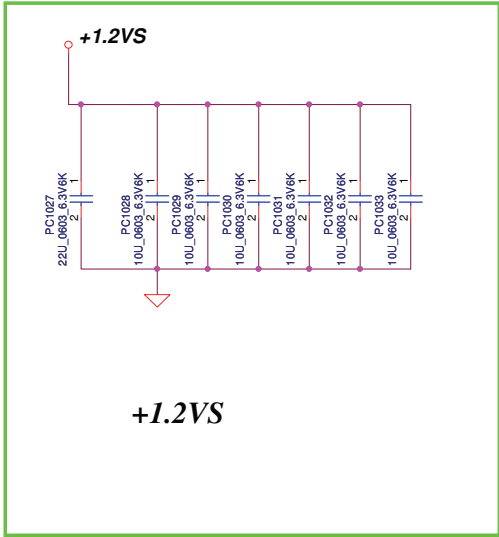 +1.2VS
1
2
PC1027
22U_0603_6.3V6K
1
2
PC1028
10U_0603_6.3V6K
1
2
PC1029
10U_0603_6.3V6K
1
2
PC1030
10U_0603_6.3V6K
1
2
PC1031
10U_0603_6.3V6K
1
2
PC1032
10U_0603_6.3V6K
1
2
PC1033
10U_0603_6.3V6K
+1.2VS